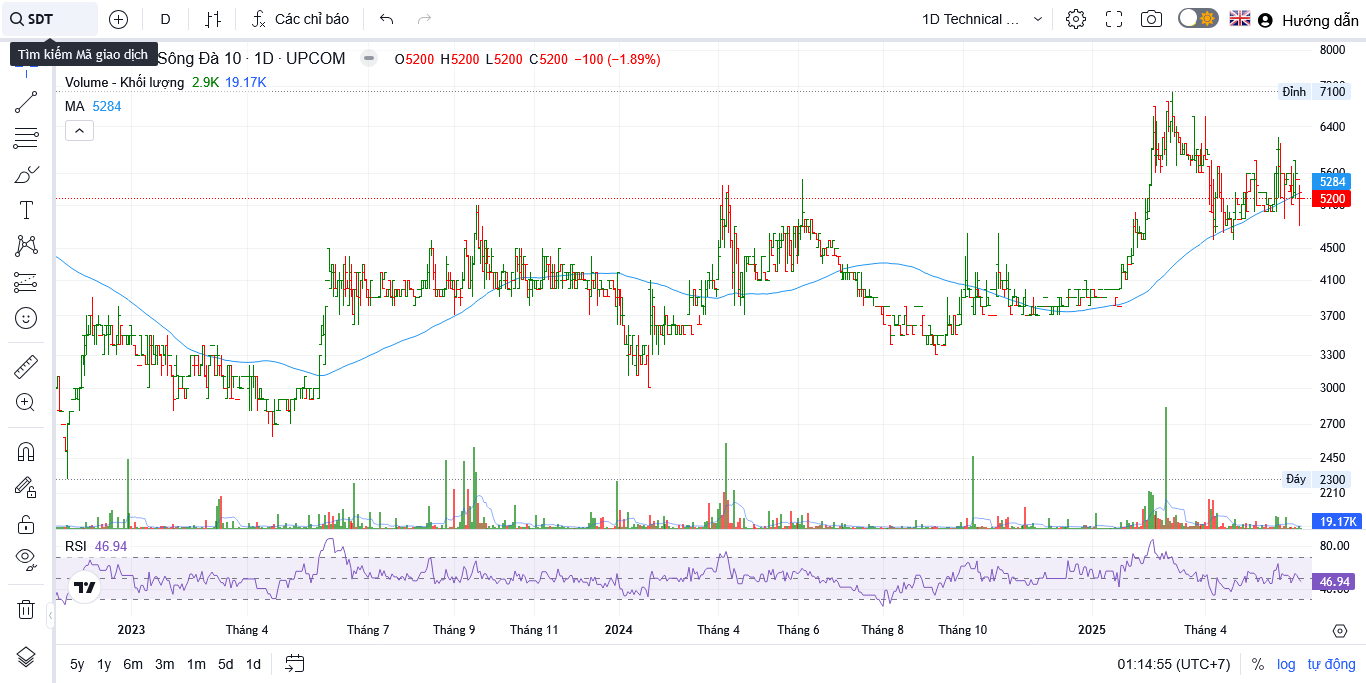 SDT D Các chỉ báo 1D Technical ... Hướng dẫn
Tìm kiếm Mã giao dịch
Sông Đà 10 · 1D · UPCOM O5200 H5200 L5200 C5200 −100 (−1.89%)
Volume - Khối lượng 2.9K 19.17K
MA 5284
8000
Đỉnh 7100
6400
5600
5284
5200
4500
4100
3700
3300
3000
2700
2450
Đáy 2300
2210
19.17K
RSI 46.94
80.00
46.94
40.00
2023 Tháng 4 Tháng 7 Tháng 9 Tháng 11 2024 Tháng 4 Tháng 6 Tháng 8 Tháng 10 2025 Tháng 4
5y 1y 6m 3m 1m 5d 1d 01:14:55 (UTC+7) % log tự động